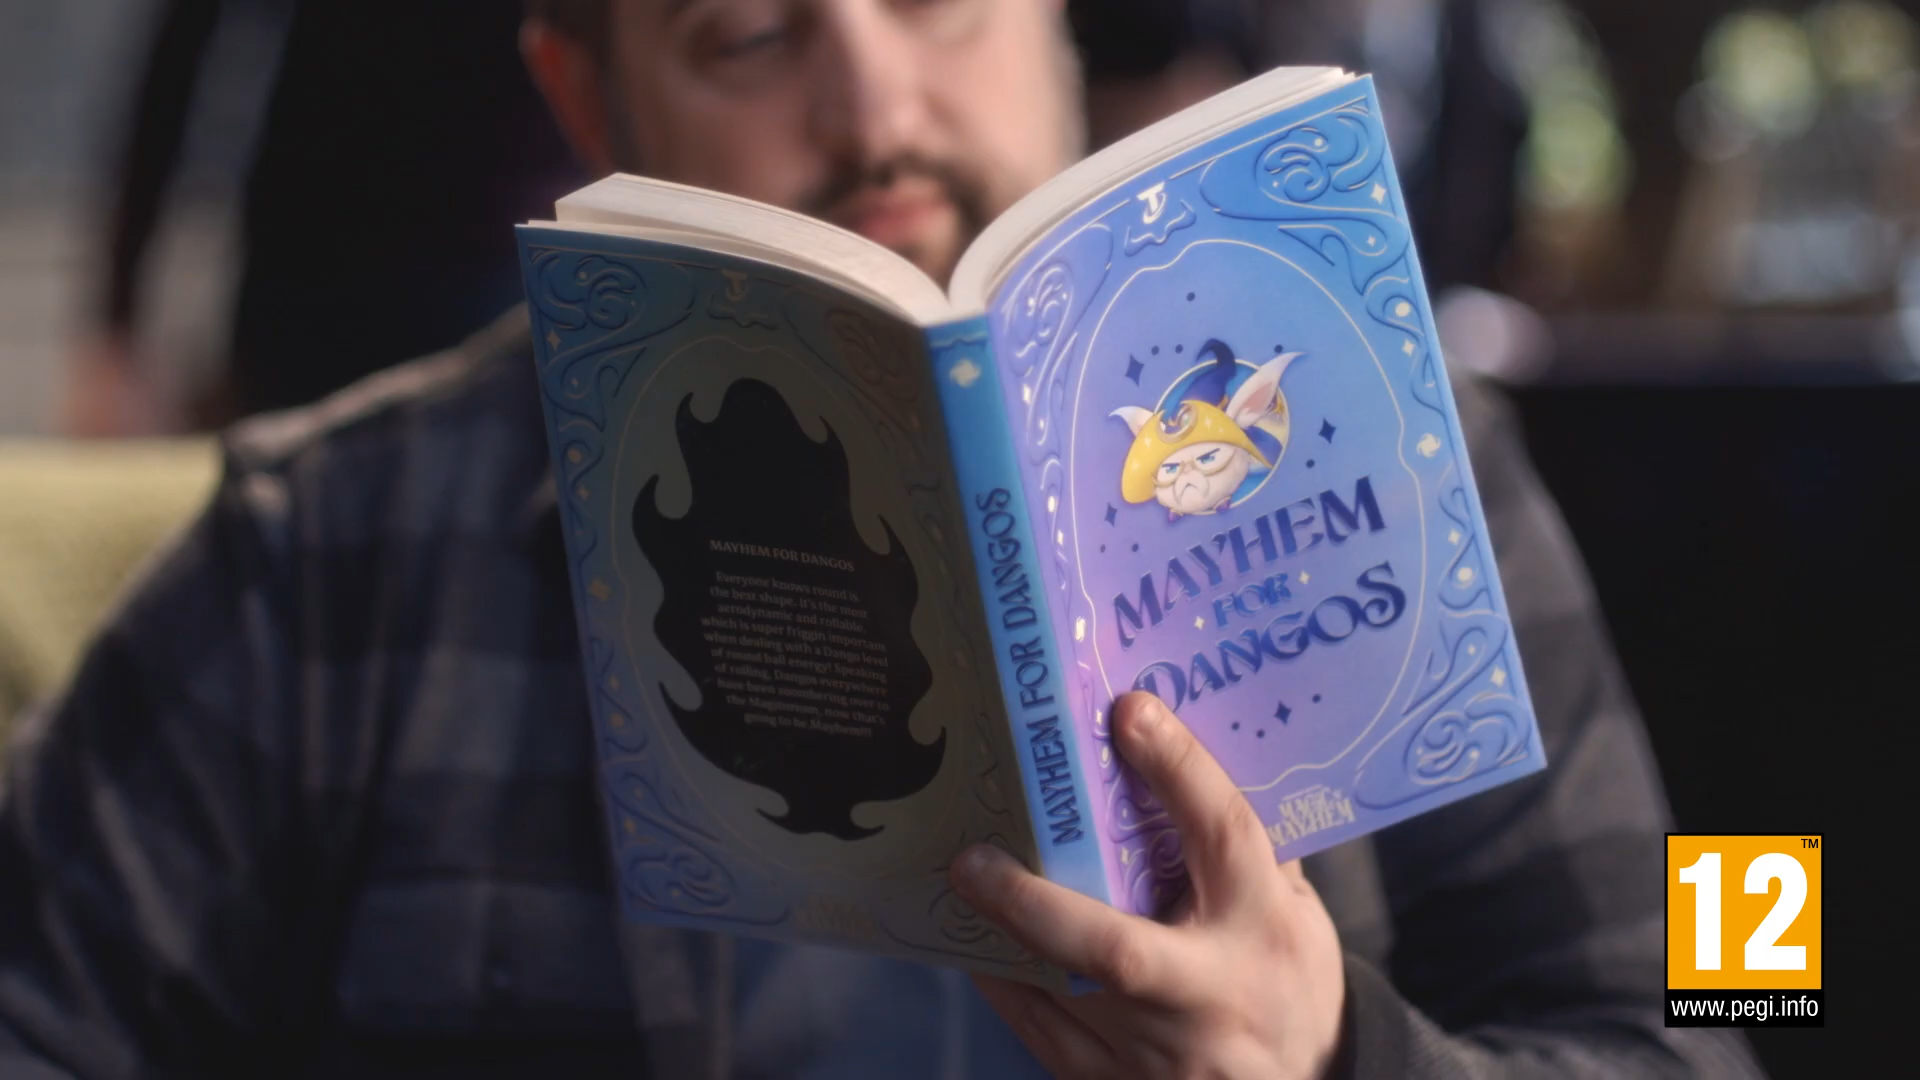 MAYHEM FOR DANGOS
Everyone knows round is
the best shape, it's the most
aerodynamic and rollable,
which is super friggin important
when dealing with a Dango level
of round ball energy! Speaking
of rolling, Dangos everywhere
have been zoombering over to
the Magitorium, now that's
going to be Mayhem!!
MAYHEM FOR DANGOS
MAYHEM
FOR
DANGOS
MAGIC N
MAYHEM
12
TM
www.pegi.info